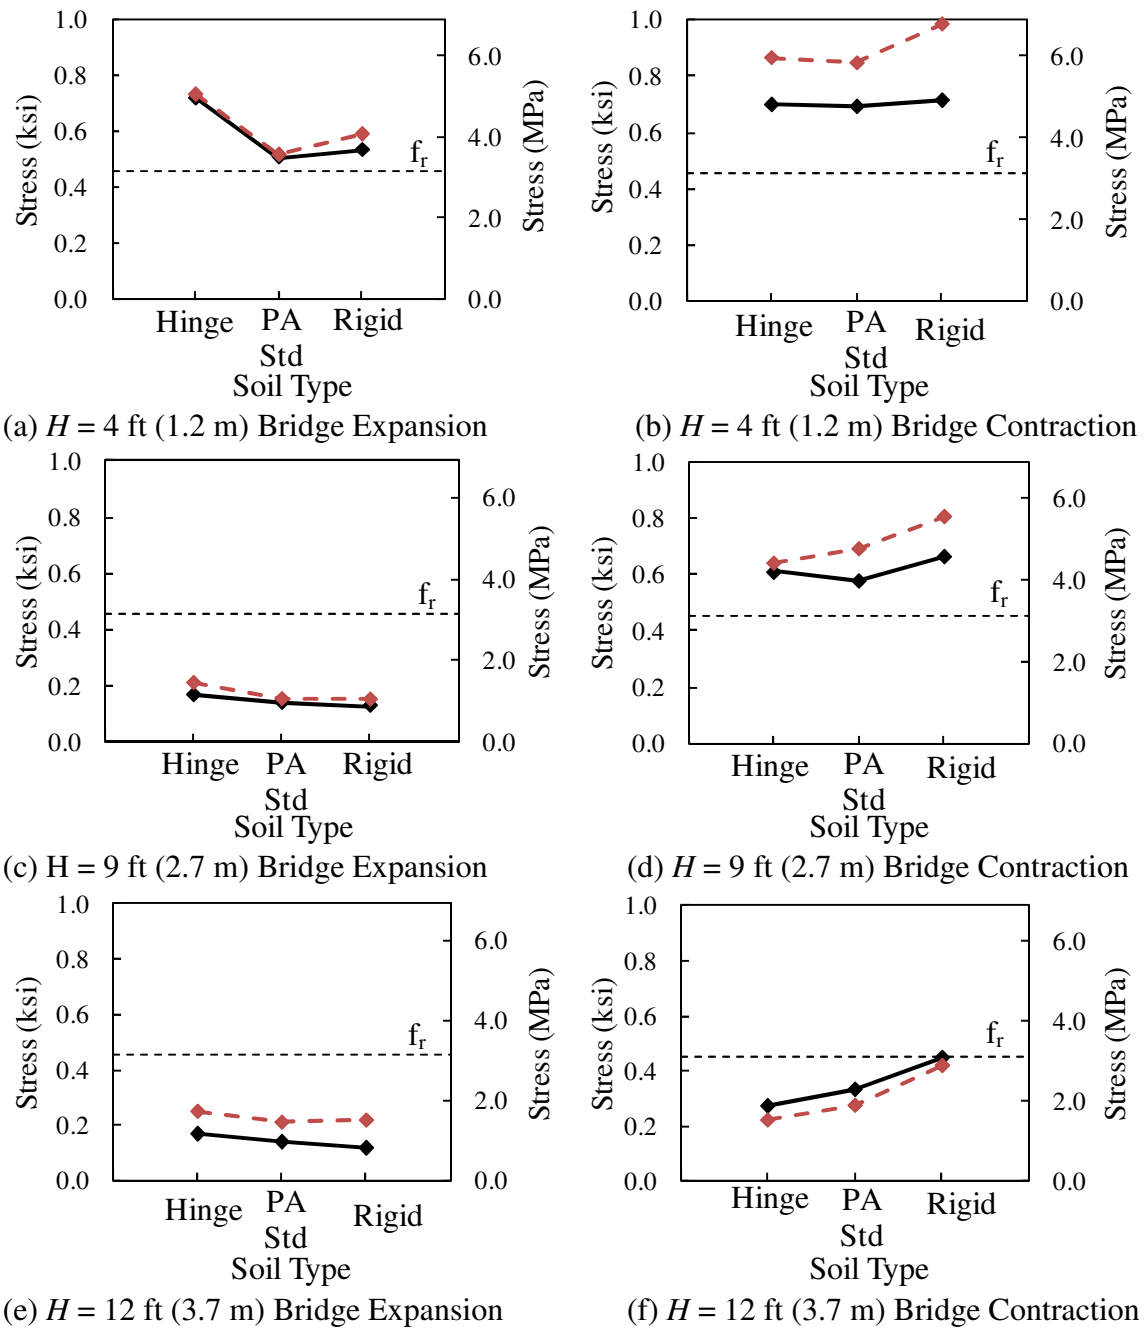 1.0
0.8
0.6
0.4
0.2
0.0
Stress (ksi)
6.0
4.0
2.0
0.0
Stress (MPa)
fr
Hinge PA Rigid
Std
Soil Type
(a) H = 4 ft (1.2 m) Bridge Expansion
1.0
0.8
0.6
0.4
0.2
0.0
Stress (ksi)
6.0
4.0
2.0
0.0
Stress (MPa)
fr
Hinge PA Rigid
Std
Soil Type
(b) H = 4 ft (1.2 m) Bridge Contraction
1.0
0.8
0.6
0.4
0.2
0.0
Stress (ksi)
6.0
4.0
2.0
0.0
Stress (MPa)
fr
Hinge PA Rigid
Std
Soil Type
(c) H = 9 ft (2.7 m) Bridge Expansion
1.0
0.8
0.6
0.4
0.2
0.0
Stress (ksi)
6.0
4.0
2.0
0.0
Stress (MPa)
fr
Hinge PA Rigid
Std
Soil Type
(d) H = 9 ft (2.7 m) Bridge Contraction
1.0
0.8
0.6
0.4
0.2
0.0
Stress (ksi)
6.0
4.0
2.0
0.0
Stress (MPa)
fr
Hinge PA Rigid
Std
Soil Type
(e) H = 12 ft (3.7 m) Bridge Expansion
1.0
0.8
0.6
0.4
0.2
0.0
Stress (ksi)
6.0
4.0
2.0
0.0
Stress (MPa)
fr
Hinge PA Rigid
Std
Soil Type
(f) H = 12 ft (3.7 m) Bridge Contraction